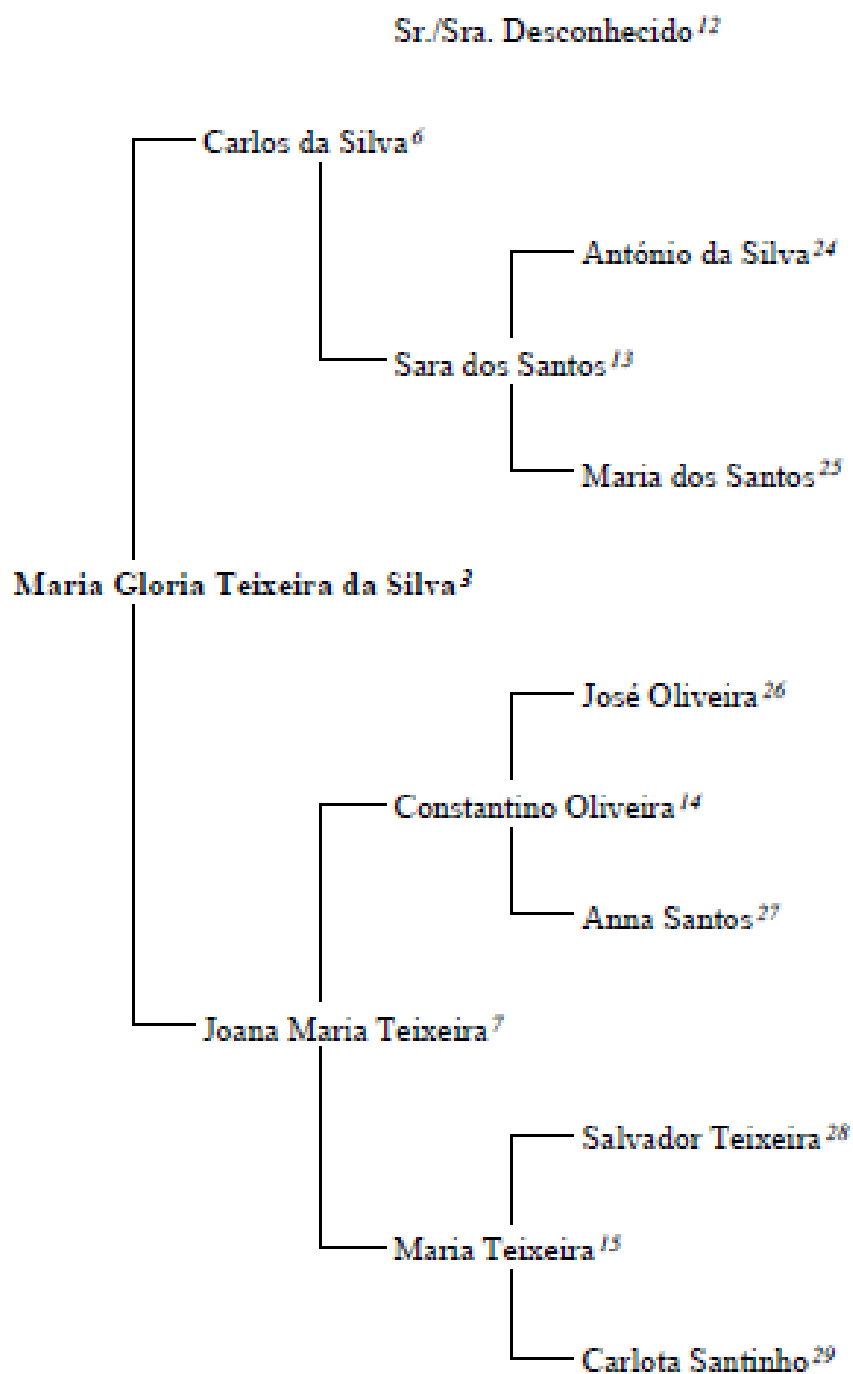 Sr./Sra. Desconhecido 12
Carlos da Silva 6
António da Silva 24
Sara dos Santos 13
Maria dos Santos 25
Maria Gloria Teixeira da Silva 3
José Oliveira 26
Constantino Oliveira 14
Anna Santos 27
Joana Maria Teixeira 7
Salvador Teixeira 28
Maria Teixeira 15
Carlota Santinho 29